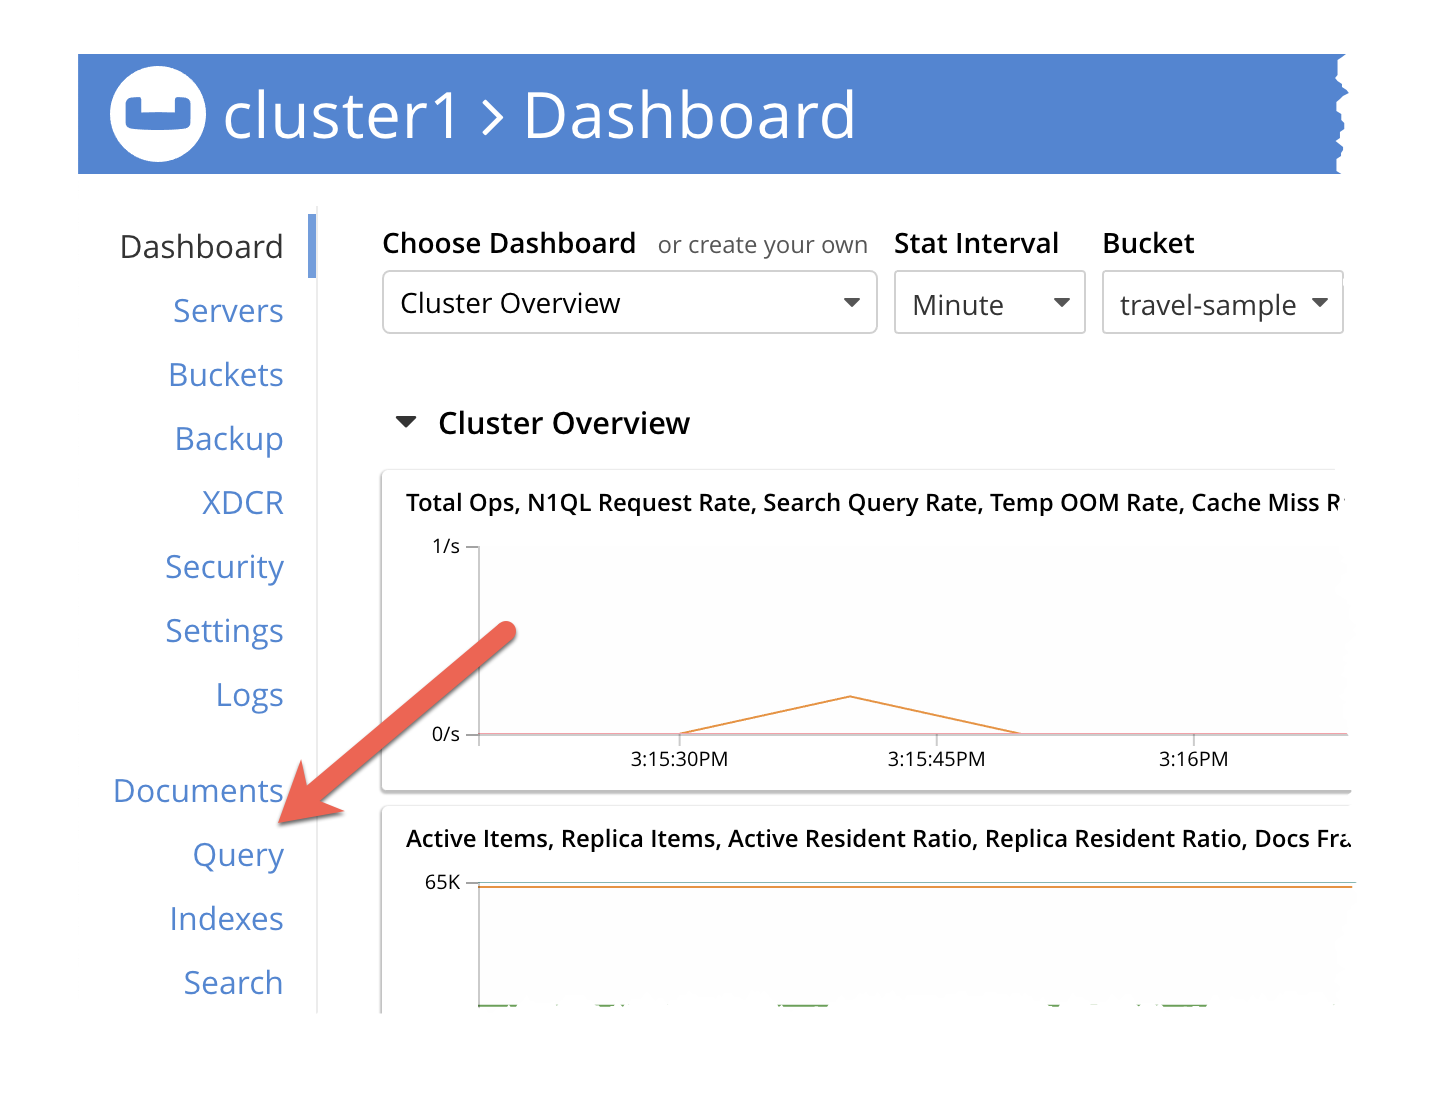 cluster1 > Dashboard
Dashboard
Servers
Buckets
Backup
XDCR
Security
Settings
Logs
Documents
Query
Indexes
Search
Choose Dashboard or create your own Stat Interval Bucket
Cluster Overview Minute travel-sample
Cluster Overview
Total Ops, N1QL Request Rate, Search Query Rate, Temp OOM Rate, Cache Miss
1/s
0/s
3:15:30PM 3:15:45PM 3:16PM
Active Items, Replica Items, Active Resident Ratio, Replica Resident Ratio, Docs
65K